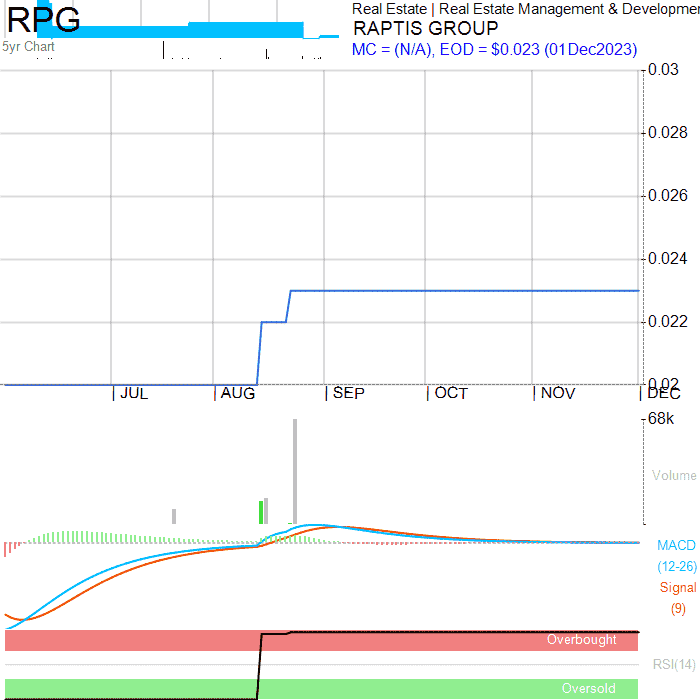 RPG
Real Estate | Real Estate Management & Developmen
RAPTIS GROUP
5yr Chart
MC = (N/A), EOD = $0.023 (01Dec2023)
0.03
0.028
0.026
0.024
0.022
0.02
JUL AUG SEP OCT NOV DEC
68k
Volume
MACD
(12-26)
Signal
(9)
Overbought
RSI(14)
Oversold